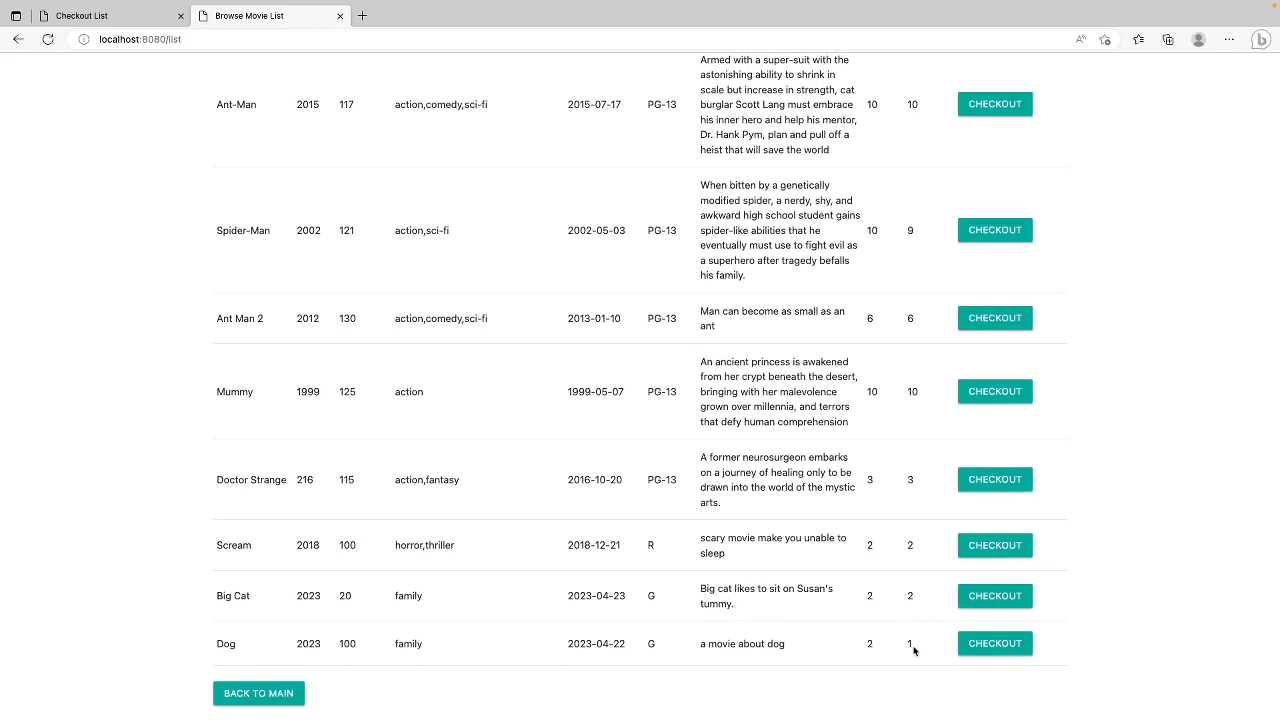 Checkout List
Browse Movie List
localhost:8080/list
Ant-Man 2015 117 action,comedy,sci-fi 2015-07-17 PG-13
Armed with a super-suit with the
astonishing ability to shrink in
scale but increase in strength, cat
burglar Scott Lang must embrace
his inner hero and help his mentor,
Dr. Hank Pym, plan and pull off a
heist that will save the world
10 10 CHECKOUT
Spider-Man 2002 121 action,sci-fi 2002-05-03 PG-13
When bitten by a genetically
modified spider, a nerdy, shy, and
awkward high school student gains
spider-like abilities that he
eventually must use to fight evil as
a superhero after tragedy befalls
his family.
10 9 CHECKOUT
Ant Man 2 2012 130 action,comedy,sci-fi 2013-01-10 PG-13
Man can become as small as an
ant
6 6 CHECKOUT
Mummy 1999 125 action 1999-05-07 PG-13
An ancient princess is awakened
from her crypt beneath the desert,
bringing with her malevolence
grown over millennia, and terrors
that defy human comprehension
10 10 CHECKOUT
Doctor Strange 216 115 action,fantasy 2016-10-20 PG-13
A former neurosurgeon embarks
on a journey of healing only to be
drawn into the world of the mystic
arts.
3 3 CHECKOUT
Scream 2018 100 horror,thriller 2018-12-21 R
scary movie make you unable to
sleep
2 2 CHECKOUT
Big Cat 2023 20 family 2023-04-23 G
Big cat likes to sit on Susan's
tummy.
2 2 CHECKOUT
Dog 2023 100 family 2023-04-22 G
a movie about dog
2 1 CHECKOUT
BACK TO MAIN